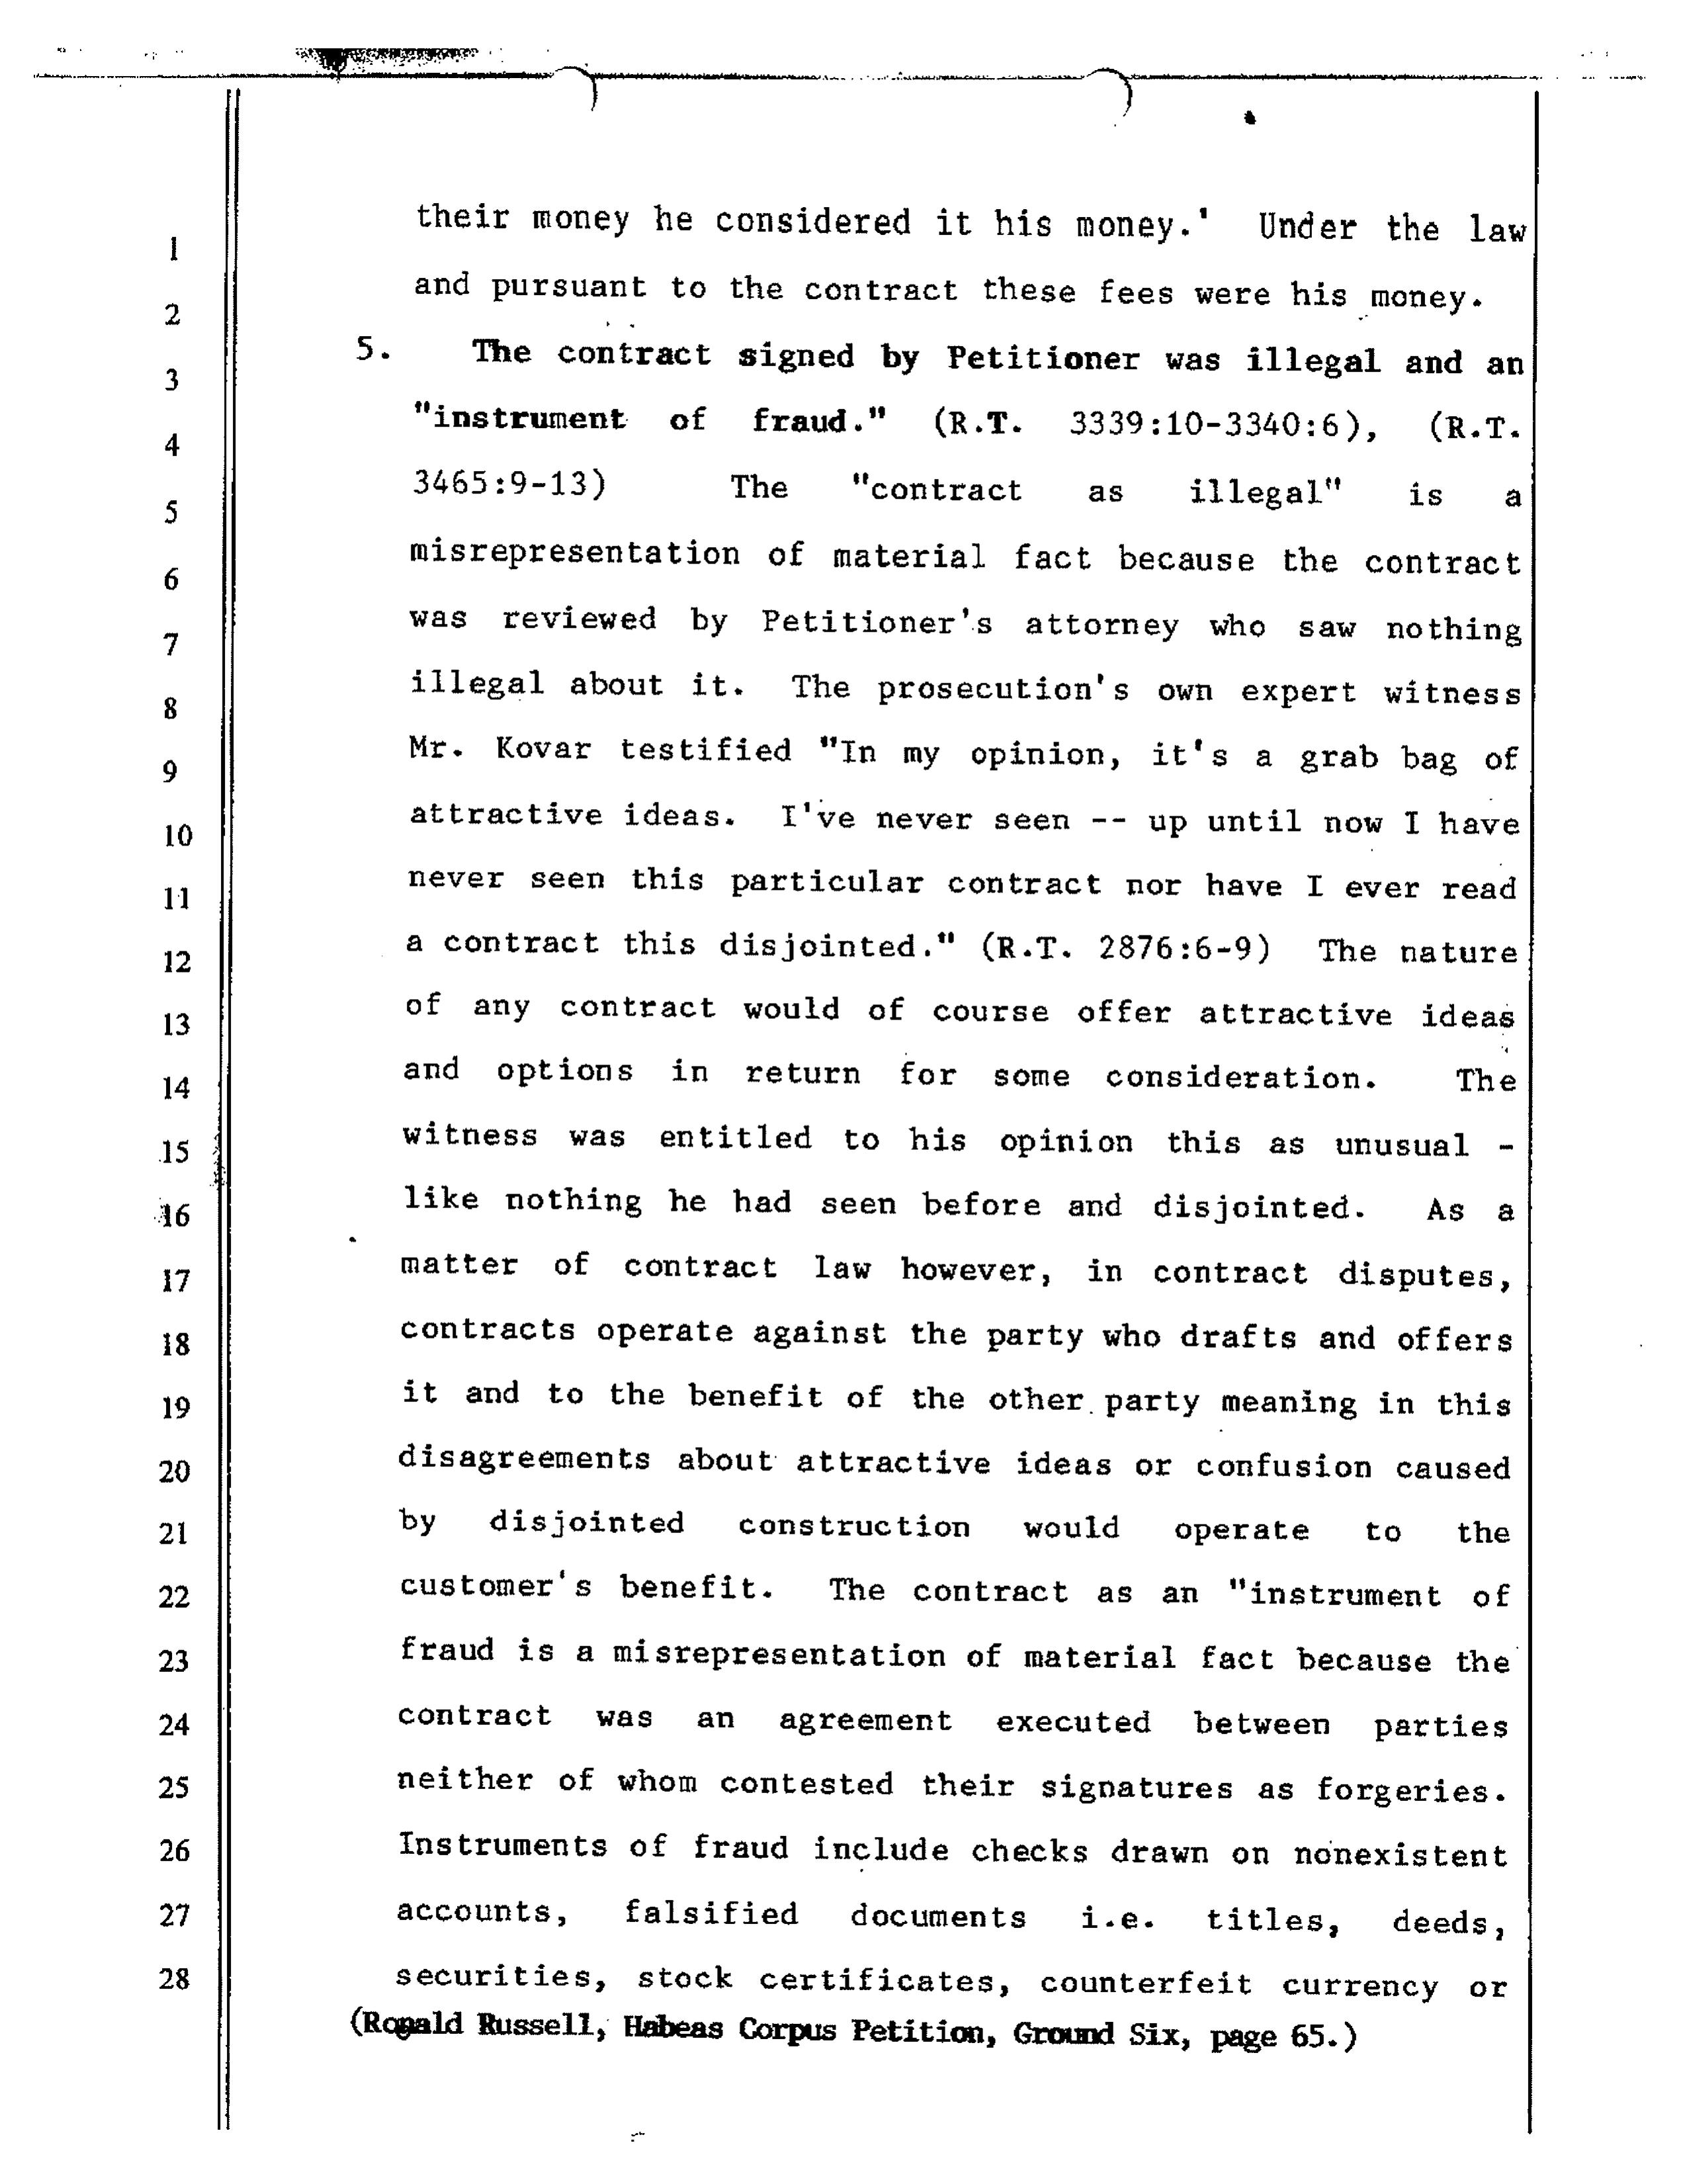 their money he considered it his money.' Under the law
1
and pursuant to the contract these fees were his money.
2
5. The contract signed by Petitioner was illegal and an
3
"instrument of fraud." (R.T. 3339:10-3340:6), (R.T.
4
3465:9-13) The "contract as illegal" is a
5
misrepresentation of material fact because the contract
6
was reviewed by Petitioner's attorney who saw nothing
7
illegal about it. The prosecution's own expert witness
8
Mr. Kovar testified "In my opinion, it's a grab bag of
9
attractive ideas. I've never seen -- up until now I have
10
never seen this particular contract nor have I ever read
11
a contract this disjointed." (R.T. 2876:6-9) The nature
12
of any contract would of course offer attractive ideas
13
and options in return for some consideration. The
14
witness was entitled to his opinion this as unusual -
15
like nothing he had seen before and disjointed. As a
16
matter of contract law however, in contract disputes,
17
contracts operate against the party who drafts and offers
18
it and to the benefit of the other party meaning in this
19
disagreements about attractive ideas or confusion caused
20
by disjointed construction would operate to the
21
customer's benefit. The contract as an "instrument of
22
fraud is a misrepresentation of material fact because the
23
contract was an agreement executed between parties
24
neither of whom contested their signatures as forgeries.
25
Instruments of fraud include checks drawn on nonexistent
26
accounts, falsified documents i.e. titles, deeds,
27
securities, stock certificates, counterfeit currency or
28
(Ronald Russell, Habeas Corpus Petition, Ground Six, page 65.)